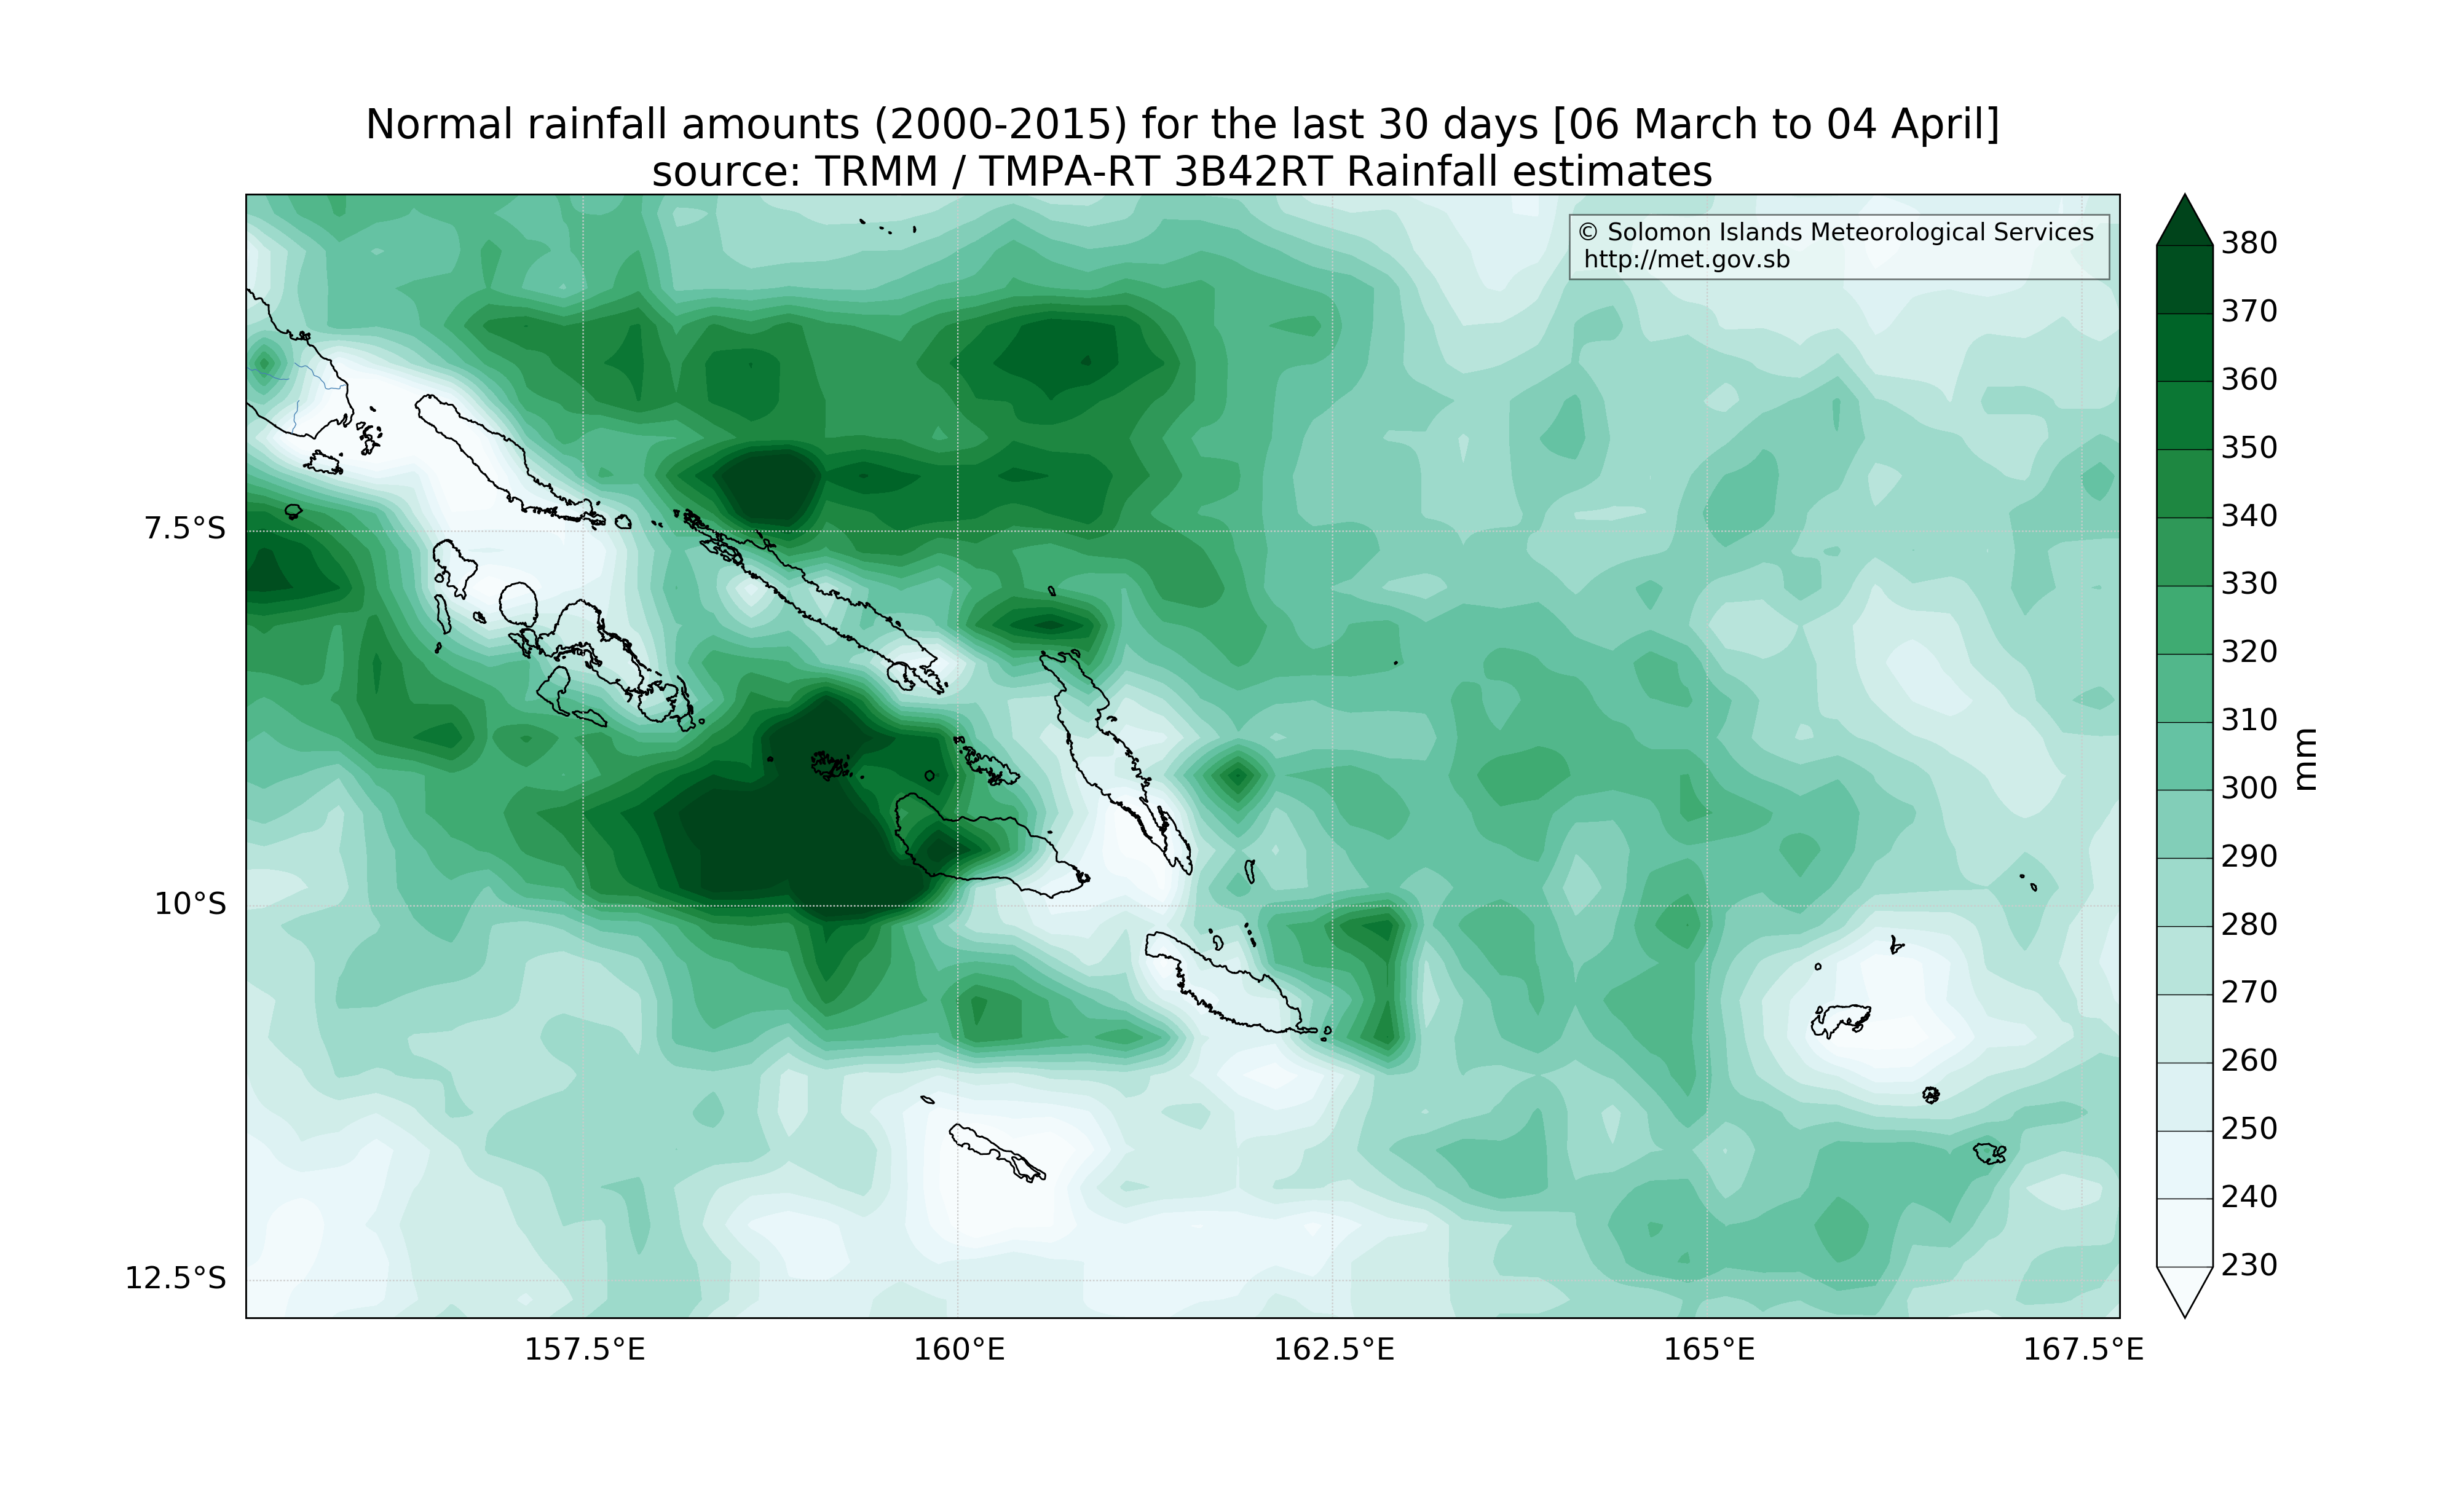 Normal rainfall amounts (2000-2015) for the last 30 days [06 March to 04 April]
source: TRMM / TMPA-RT 3B42RT Rainfall estimates
© Solomon Islands Meteorological Services
http://met.gov.sb
7.5°S
10°S
12.5°S
157.5°E
160°E
162.5°E
165°E
167.5°E
380
370
360
350
340
330
320
310
300
290
280
270
260
250
240
230
mm